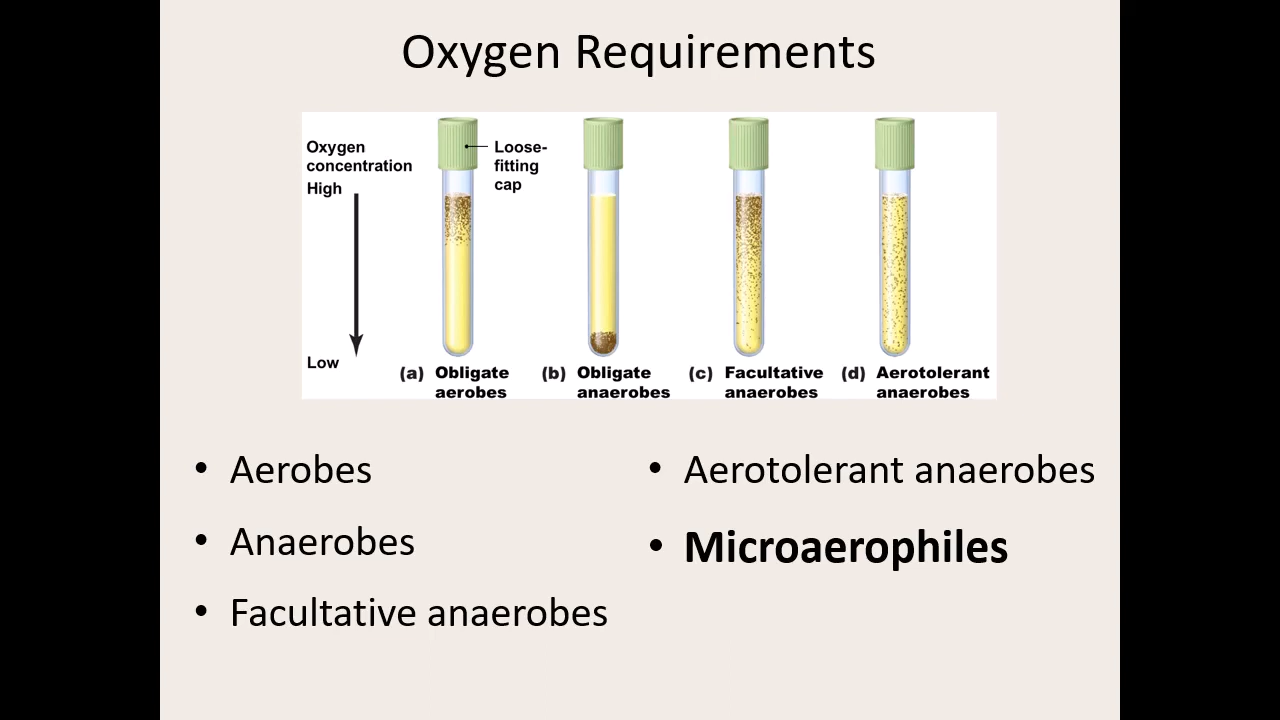 Oxygen Requirements
Oxygen
concentration
High
Low
Loose-
fitting
cap
(a) Obligate
aerobes
(b) Obligate
anaerobes
(c) Facultative
anaerobes
(d) Aerotolerant
anaerobes
• Aerobes
• Anaerobes
• Facultative anaerobes
• Aerotolerant anaerobes
• Microaerophiles